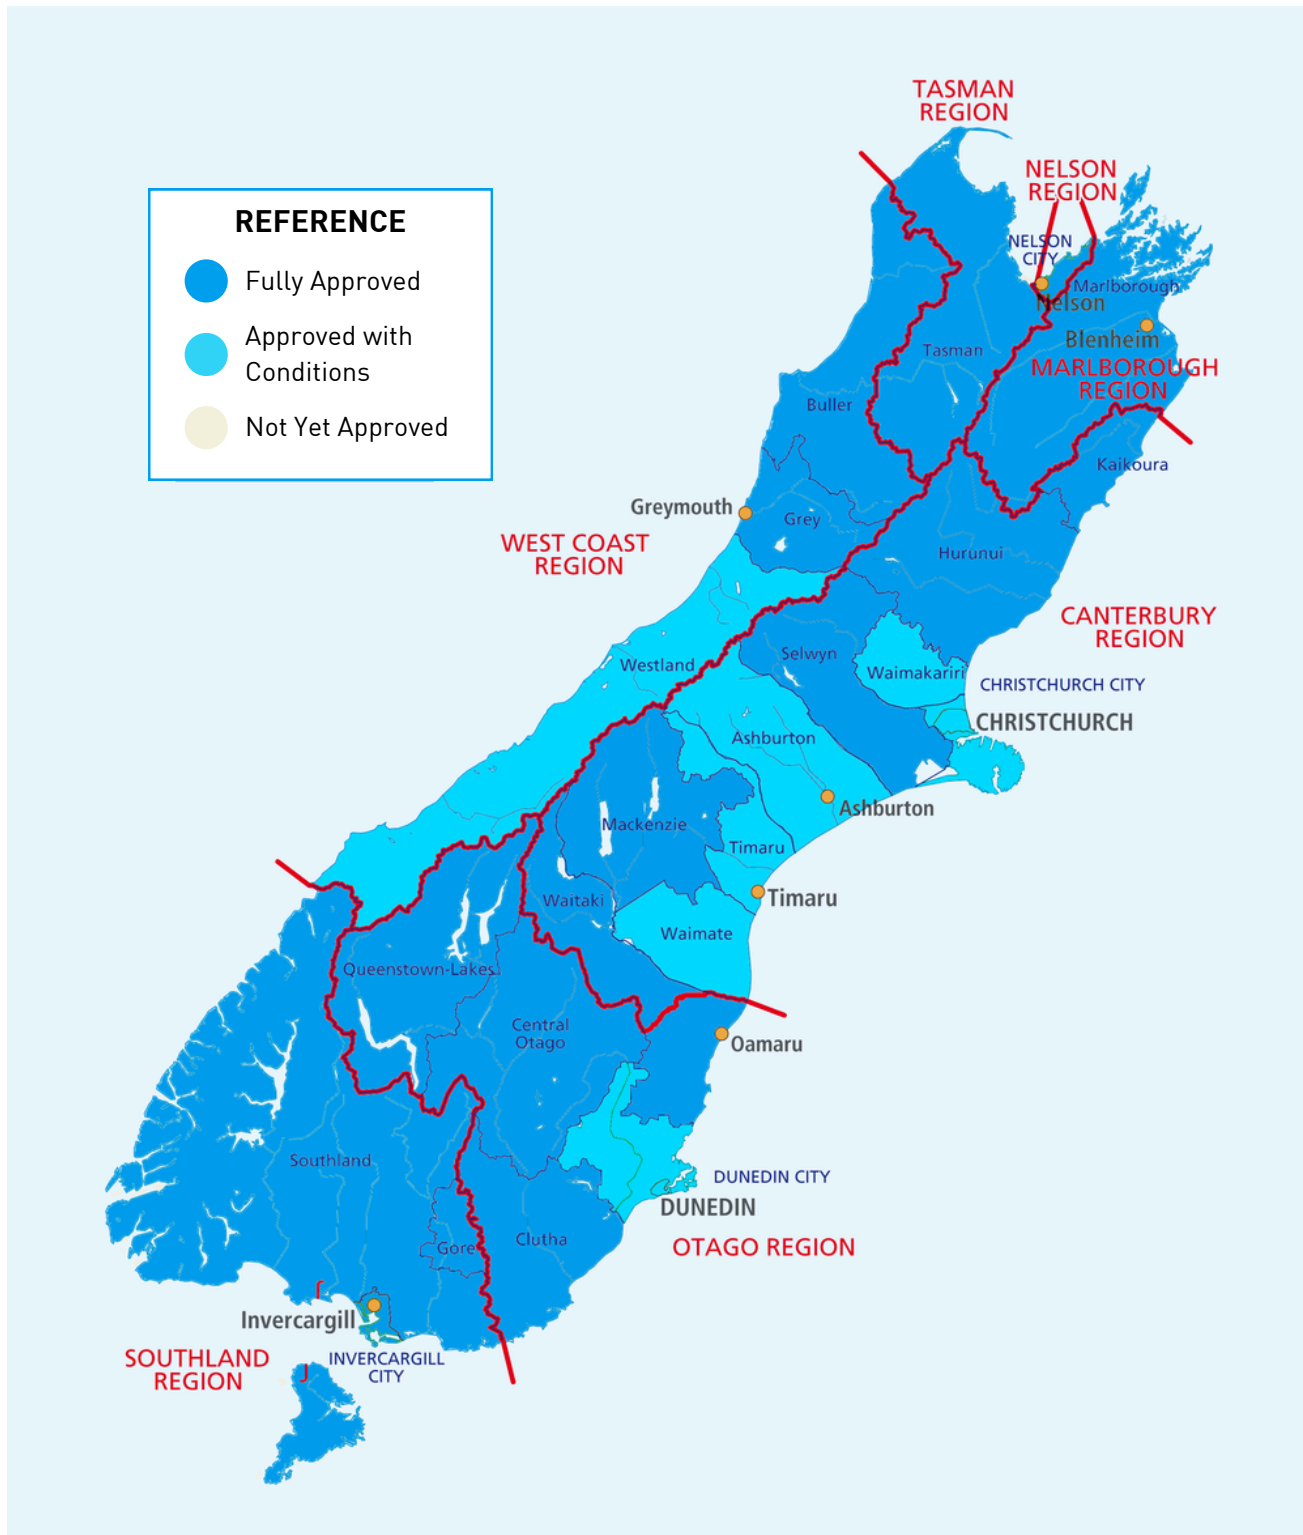 TASMAN
REGION
NELSON
REGION
REFERENCE
Fully Approved
Approved with
Conditions
Not Yet Approved
NELSON
CITY
Marlborough
Nelson
Blenheim
Tasman
MARLBOROUGH
REGION
Buller
Kaikoura
Greymouth
Grey
WEST COAST
REGION
Hurunui
CANTERBURY
REGION
Selwyn
Westland
Waimakariri
CHRISTCHURCH CITY
CHRISTCHURCH
Ashburton
Ashburton
Mackenzie
Timaru
Timaru
Waitaki
Waimate
Queenstown-Lakes
Central
Otago
Oamaru
Southland
DUNEDIN CITY
DUNEDIN
Clutha
Gore
OTAGO REGION
Invercargill
SOUTHLAND
REGION
INVERCARGILL
CITY